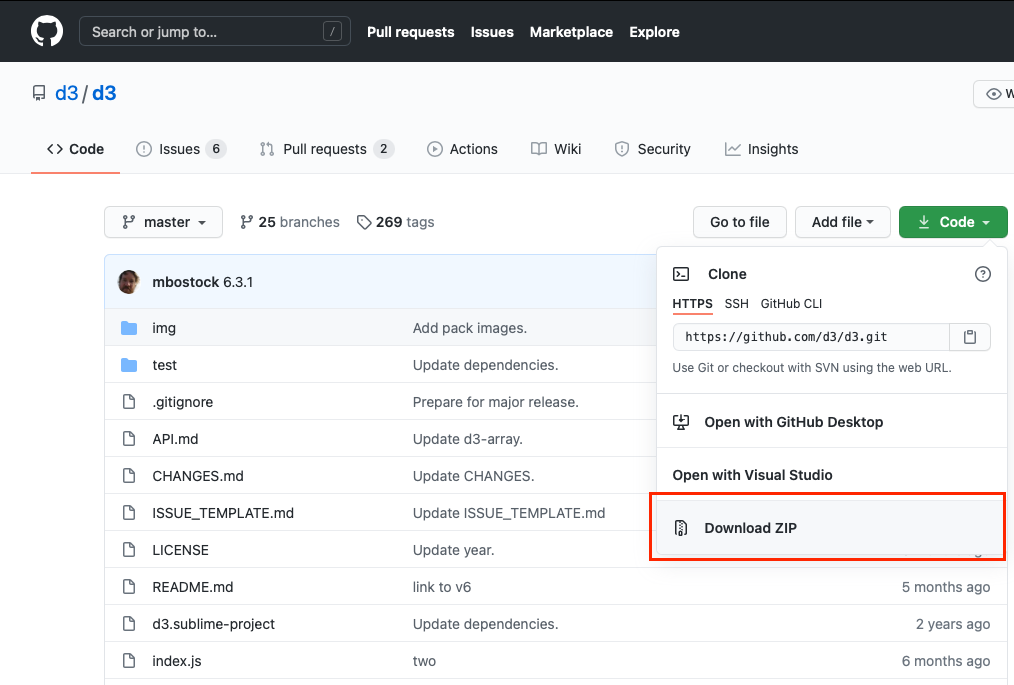 Search or jump to... / Pull requests Issues Marketplace Explore
d3 / d3
Code Issues 6 Pull requests 2 Actions Wiki Security Insights
master 25 branches 269 tags Go to file Add file Code
mbostock 6.3.1
Clone
HTTPS SSH GitHub CLI
https://github.com/d3/d3.git
Use Git or checkout with SVN using the web URL.
Open with GitHub Desktop
Open with Visual Studio
Download ZIP
img Add pack images.
test Update dependencies.
.gitignore Prepare for major release.
API.md Update d3-array.
CHANGES.md Update CHANGES.
ISSUE_TEMPLATE.md Update ISSUE_TEMPLATE.md
LICENSE Update year.
README.md link to v6 5 months ago
d3.sublime-project Update dependencies. 2 years ago
index.js two 6 months ago